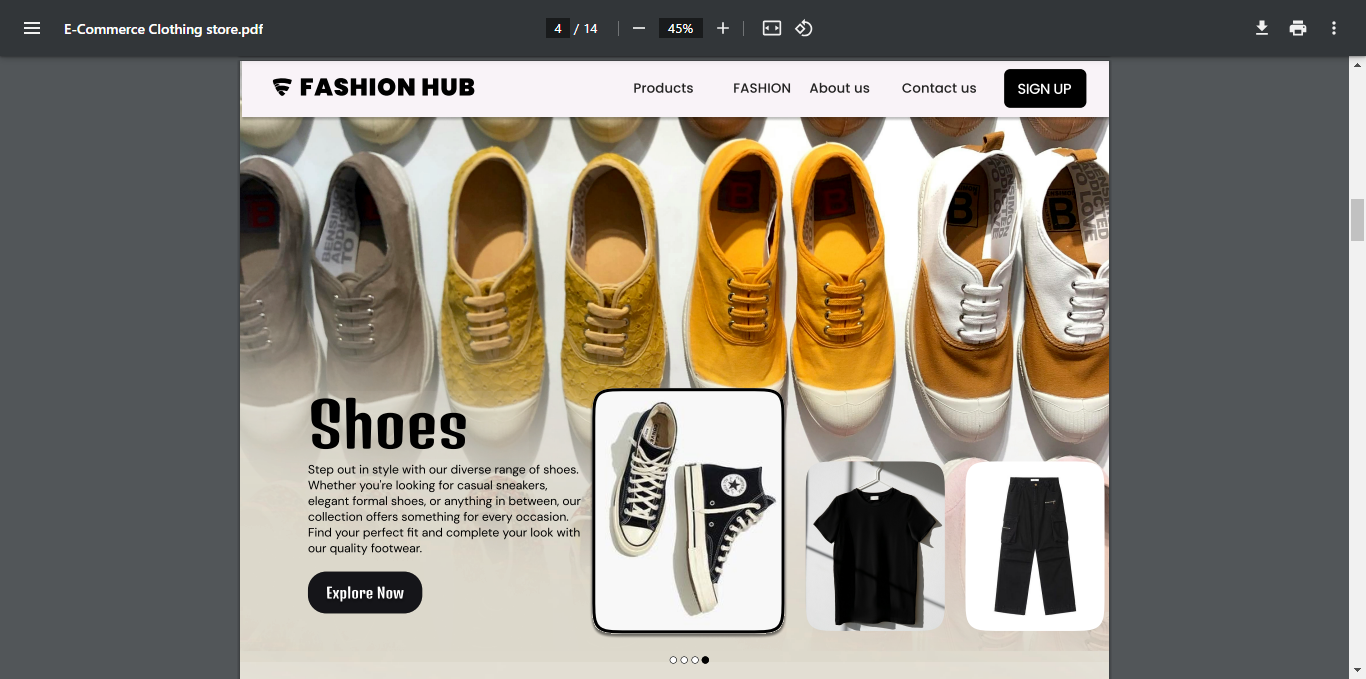 E-Commerce Clothing store.pdf
4 / 14
45%
FASHION HUB
Products FASHION About us Contact us SIGN UP
B
B
B
B
B
Shoes
Step out in style with our diverse range of shoes.
Whether you're looking for casual sneakers,
elegant formal shoes, or anything in between, our
collection offers something for every occasion.
Find your perfect fit and complete your look with
our quality footwear.
Explore Now